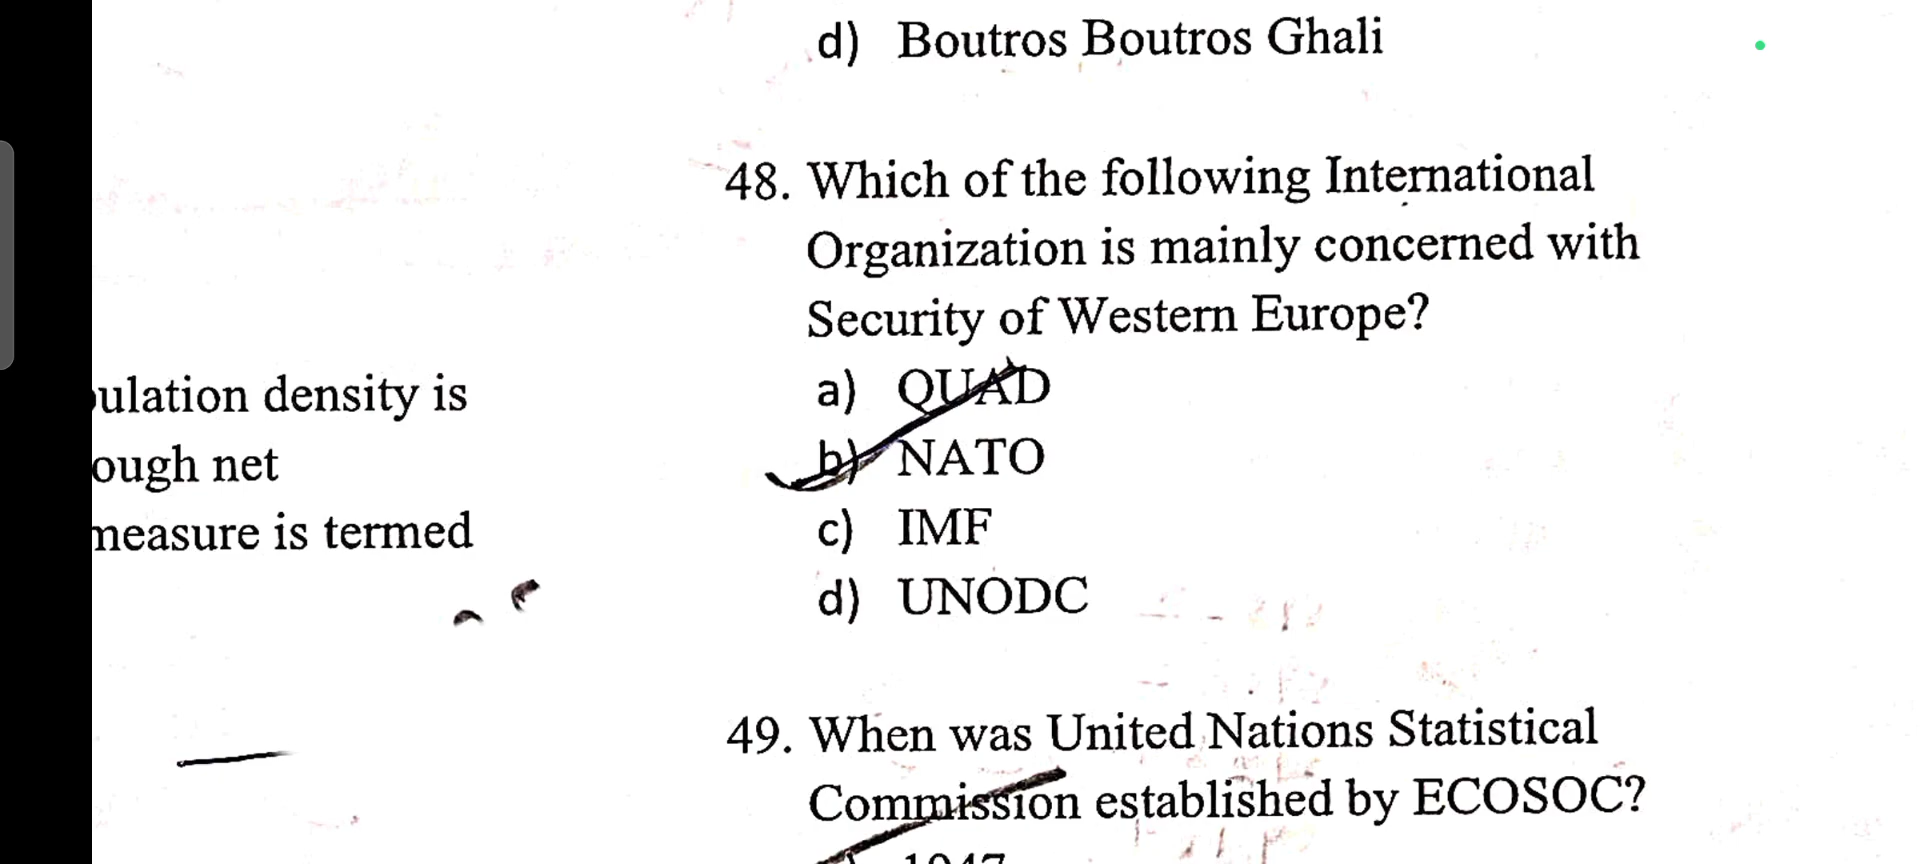 d) Boutros Boutros Ghali
48. Which of the following International
Organization is mainly concerned with
Security of Western Europe?
a) QUAD
b) NATO
c) IMF
d) UNODC
49. When was United Nations Statistical
Commission established by ECOSOC?
1947
ulation density is
ough net
measure is termed